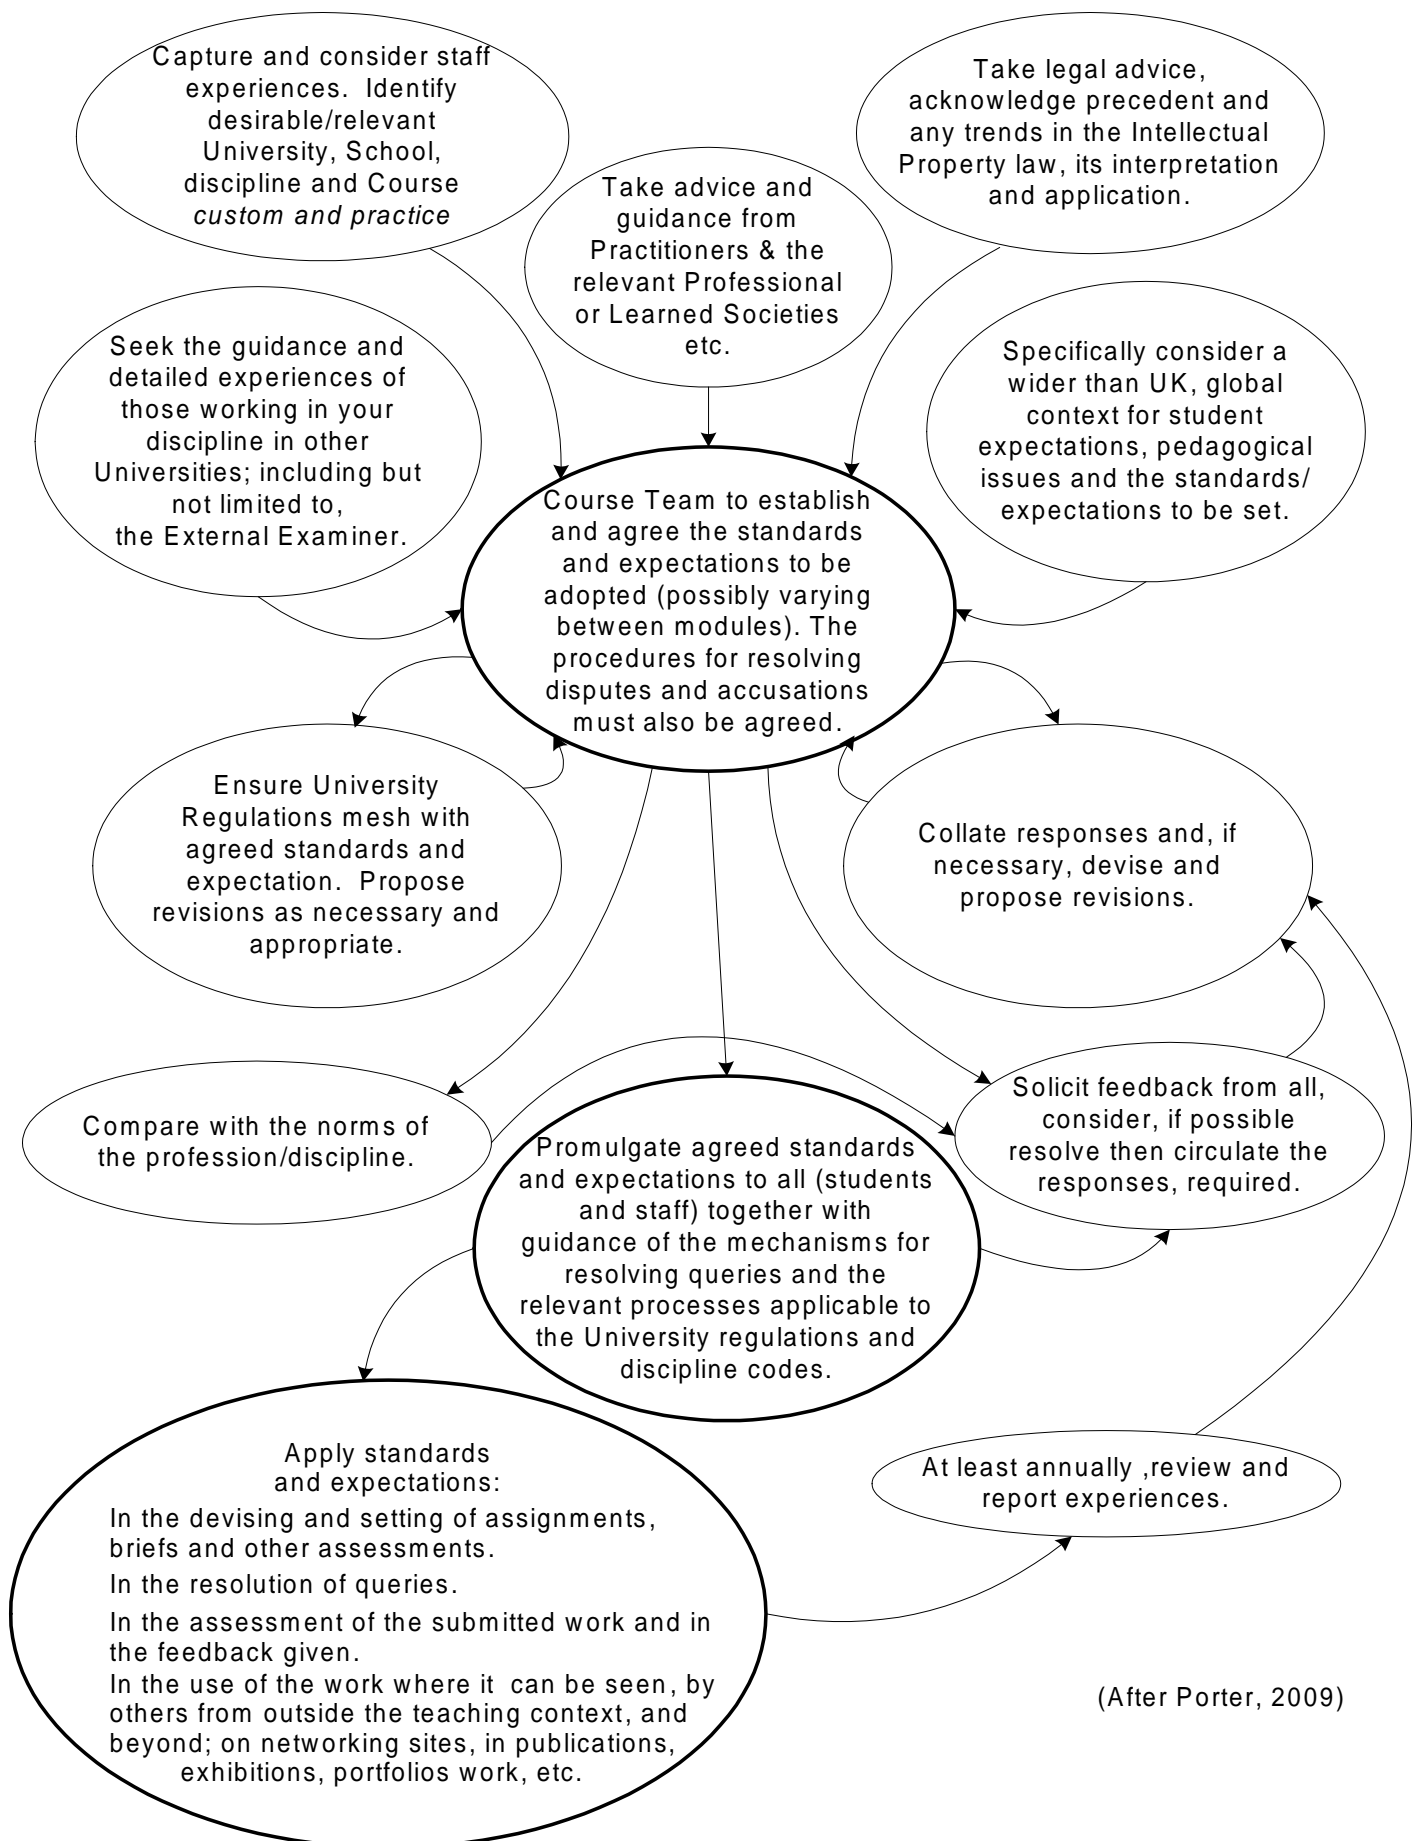 Capture and consider staff
experiences.  Identify
desirable/relevant
University, School,
discipline and Course
custom and practice
Take legal advice,
acknowledge precedent and
any trends in the Intellectual
Property law, its interpretation
and application.
Take advice and
guidance from
Practitioners & the
relevant Professional
or Learned Societies
etc.
Seek the guidance and
detailed experiences of
those working in your
discipline in other
Universities; including but
not limited to,
the External Examiner.
Specifically consider a
wider than UK, global
context for student
expectations, pedagogical
issues and the standards/
expectations to be set.
Course Team to establish
and agree the standards
and expectations to be
adopted (possibly varying
between modules). The
procedures for resolving
disputes and accusations
must also be agreed.
Ensure University
Regulations mesh with
agreed standards and
expectation.  Propose
revisions as necessary and
appropriate.
Collate responses and, if
necessary, devise and
propose revisions.
Compare with the norms of
the profession/discipline.
Solicit feedback from all,
consider, if possible
resolve then circulate the
responses, required.
Promulgate agreed standards
and expectations to all (students
and staff) together with
guidance of the mechanisms for
resolving queries and the
relevant processes applicable to
the University regulations and
discipline codes.
Apply standards
and expectations:
In the devising and setting of assignments,
briefs and other assessments.
In the resolution of queries.
In the assessment of the submitted work and in
the feedback given.
In the use of the work where it  can be seen, by
others from outside the teaching context, and
beyond; on networking sites, in publications,
exhibitions, portfolios work, etc.
At least annually ,review and
report experiences.
(After Porter, 2009)